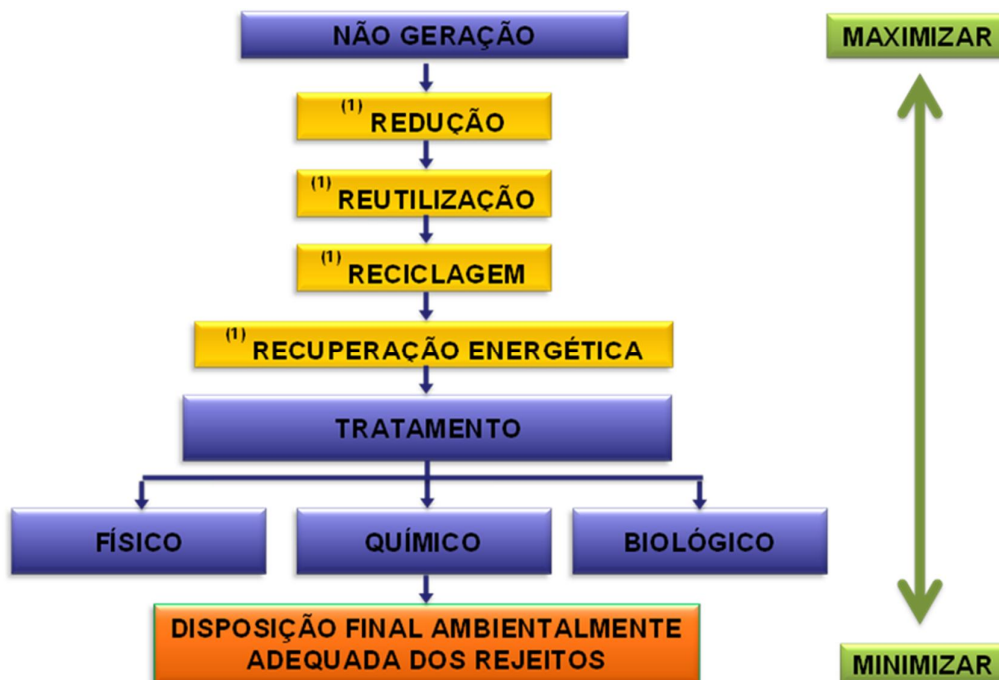 NÃO GERAÇÃO
MAXIMIZAR
(1) REDUÇÃO
(1) REUTILIZAÇÃO
(1) RECICLAGEM
(1) RECUPERAÇÃO ENERGÉTICA
TRATAMENTO
FÍSICO
QUÍMICO
BIOLÓGICO
DISPOSIÇÃO FINAL AMBIENTALMENTE
ADEQUADA DOS REJEITOS
MINIMIZAR